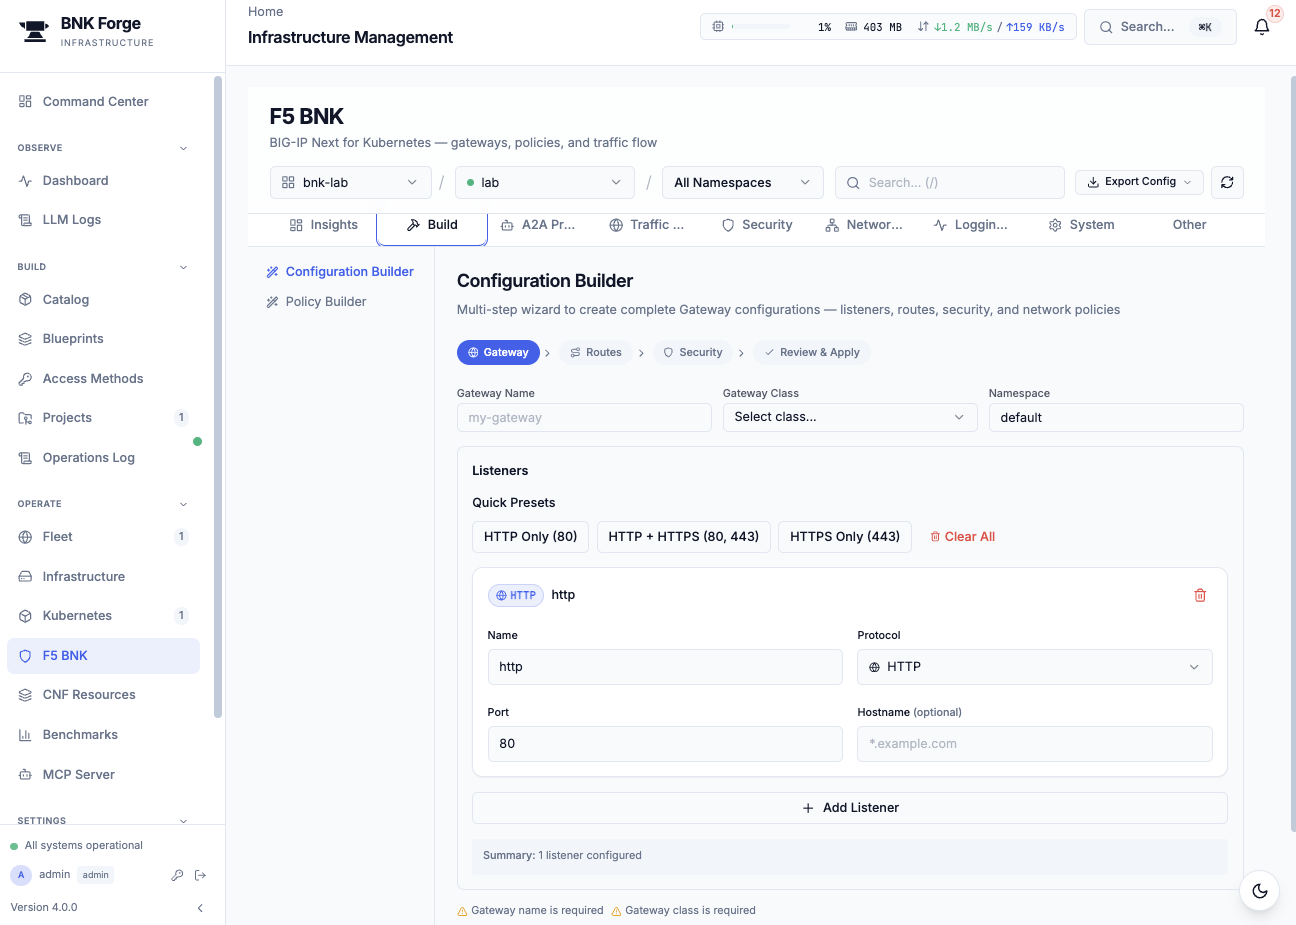 BNK Forge
INFRASTRUCTURE
Command Center
OBSERVE
Dashboard
LLM Logs
BUILD
Catalog
Blueprints
Access Methods
Projects 1
Operations Log
OPERATE
Fleet 1
Infrastructure
Kubernetes 1
F5 BNK
CNF Resources
Benchmarks
MCP Server
SETTINGS
All systems operational
A admin admin
Version 4.0.0
Home
Infrastructure Management
1% 403 MB ↓1.2 MB/s / ↑159 KB/s
Search... ⌘K
12
F5 BNK
BIG-IP Next for Kubernetes — gateways, policies, and traffic flow
bnk-lab / lab / All Namespaces Search... (/) Export Config
Insights Build A2A Pr... Traffic ... Security Networ... Loggin... System Other
Configuration Builder
Policy Builder
Configuration Builder
Multi-step wizard to create complete Gateway configurations — listeners, routes, security, and network policies
Gateway Routes Security Review & Apply
Gateway Name Gateway Class Namespace
my-gateway Select class... default
Listeners
Quick Presets
HTTP Only (80) HTTP + HTTPS (80, 443) HTTPS Only (443) Clear All
HTTP http
Name Protocol
http HTTP
Port Hostname (optional)
80 *.example.com
Add Listener
Summary: 1 listener configured
Gateway name is required Gateway class is required